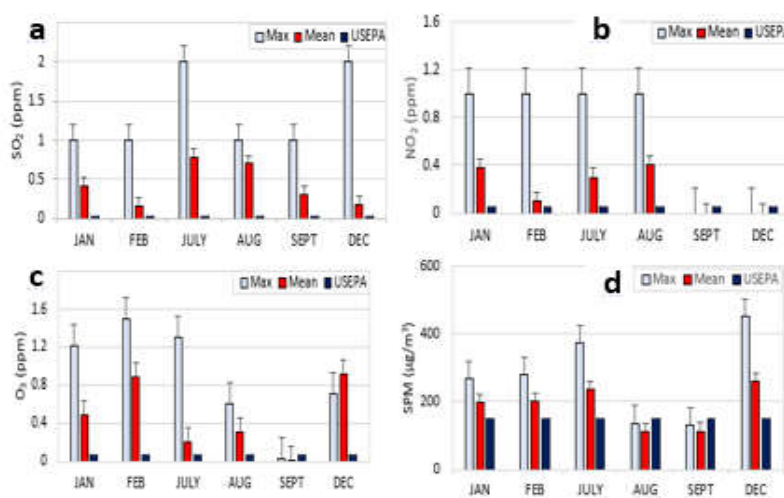 a
Max Mean USEPA
SO₂ (ppm)
2
1.5
1
0.5
0
JAN FEB JULY AUG SEPT DEC
b
Max Mean USEPA
NO₂ (ppm)
1.6
1.2
0.8
0.4
0
JAN FEB JULY AUG SEPT DEC
c
Max Mean USEPA
O₃ (ppm)
1.6
1.2
0.8
0.4
0
JAN FEB JULY AUG SEPT DEC
d
Max Mean USEPA
SPM (µg/m³)
600
400
200
0
JAN FEB JULY AUG SEPT DEC